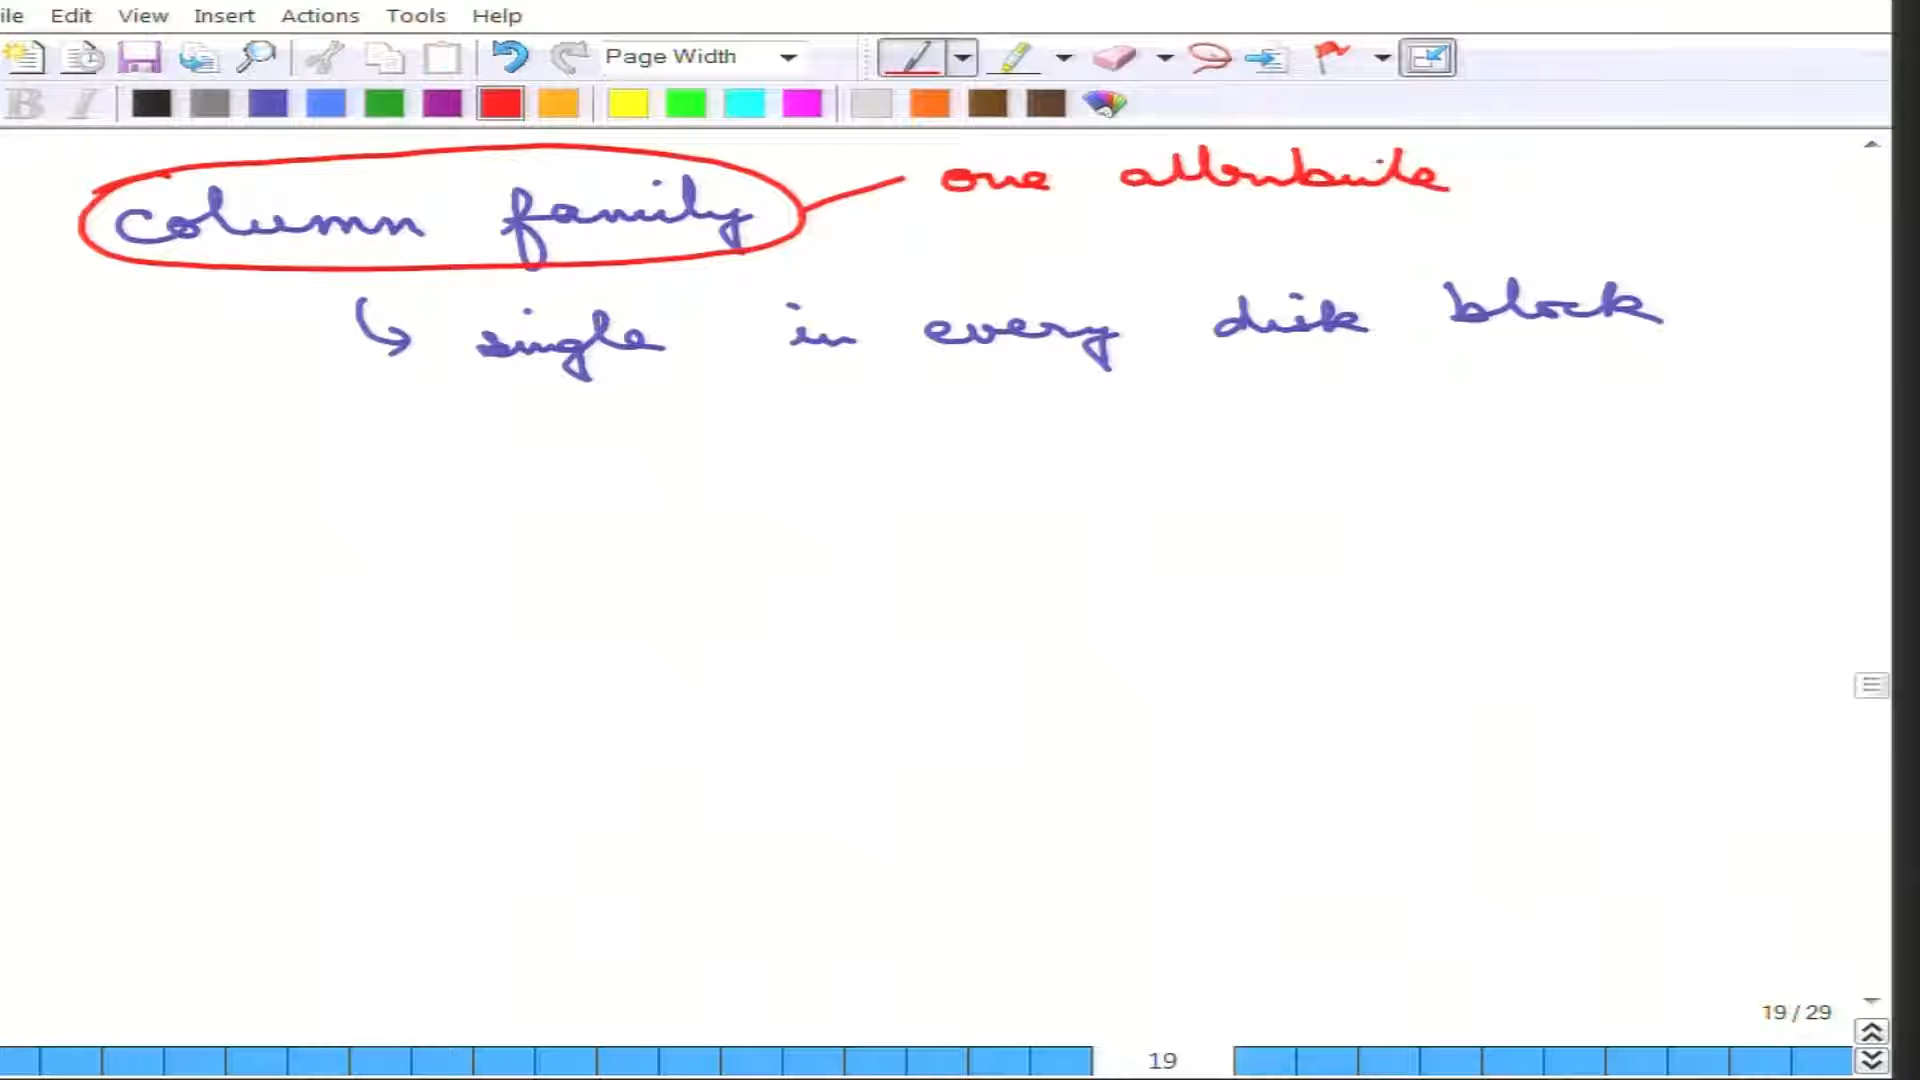 ile Edit View Insert Actions Tools Help
Page Width
B I
column family one attribute
↳ single in every disk block
19 / 29
19